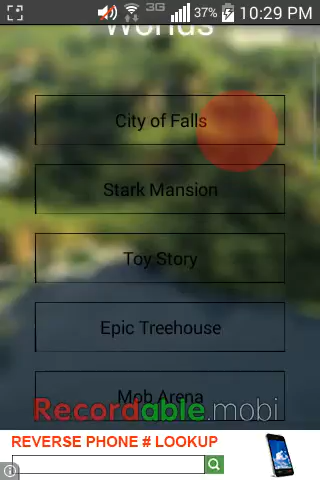 3G
37%
10:29 PM
Worlds
City of Falls
Stark Mansion
Toy Story
Epic Treehouse
Mob Arena
Recordable.mobi
REVERSE PHONE # LOOKUP